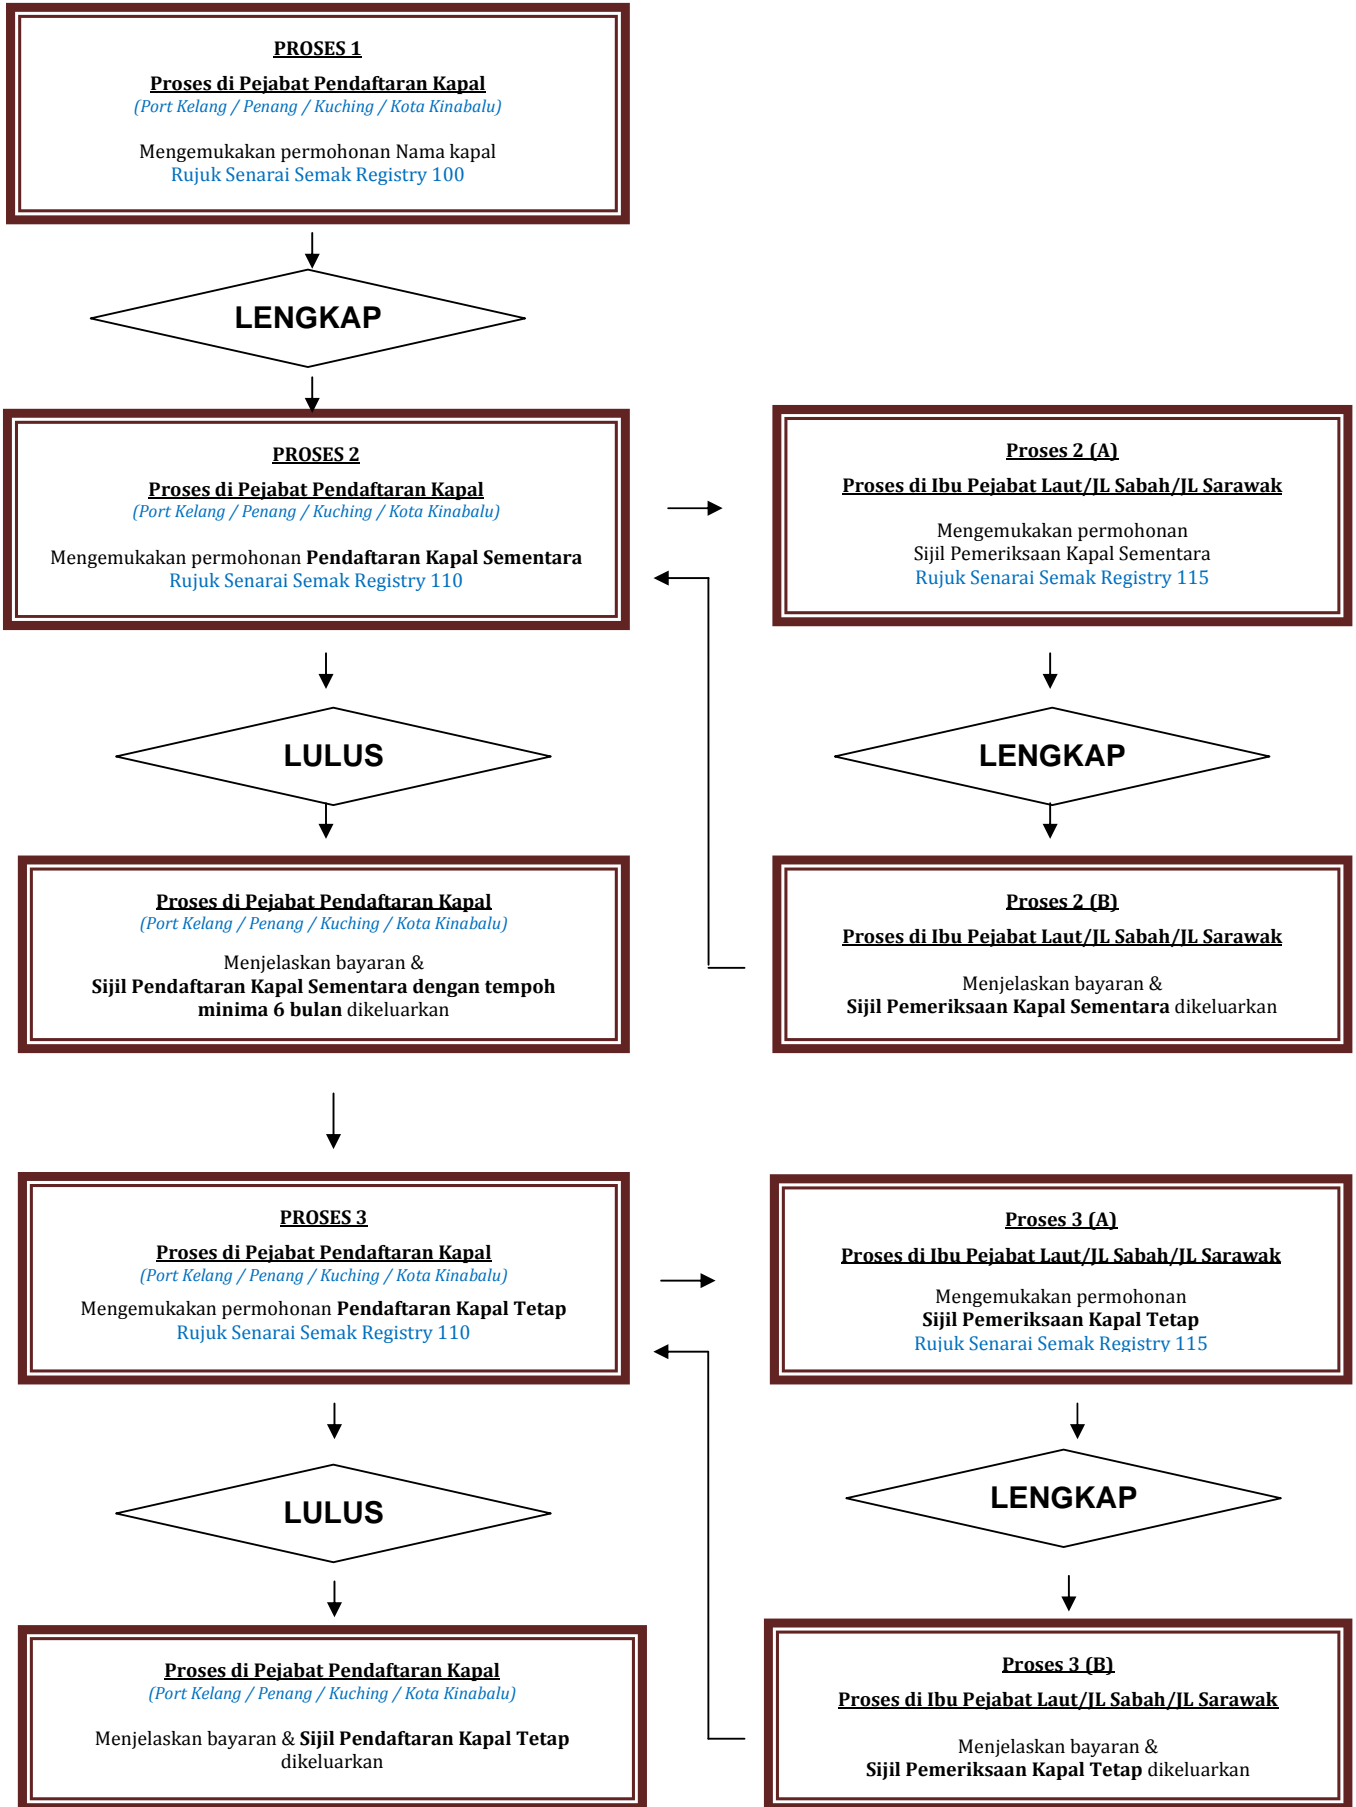 PROSES 1
Proses di Pejabat Pendaftaran Kapal
(Port Kelang / Penang / Kuching / Kota Kinabalu)
Mengemukakan permohonan Nama kapal
Rujuk Senarai Semak Registry 100
LENGKAP
PROSES 2
Proses di Pejabat Pendaftaran Kapal
(Port Kelang / Penang / Kuching / Kota Kinabalu)
Mengemukakan permohonan Pendaftaran Kapal Sementara
Rujuk Senarai Semak Registry 110
Proses 2 (A)
Proses di Ibu Pejabat Laut/JL Sabah/JL Sarawak
Mengemukakan permohonan
Sijil Pemeriksaan Kapal Sementara
Rujuk Senarai Semak Registry 115
LULUS
LENGKAP
Proses di Pejabat Pendaftaran Kapal
(Port Kelang / Penang / Kuching / Kota Kinabalu)
Menjelaskan bayaran &
Sijil Pendaftaran Kapal Sementara dengan tempoh
minima 6 bulan dikeluarkan
Proses 2 (B)
Proses di Ibu Pejabat Laut/JL Sabah/JL Sarawak
Menjelaskan bayaran &
Sijil Pemeriksaan Kapal Sementara dikeluarkan
PROSES 3
Proses di Pejabat Pendaftaran Kapal
(Port Kelang / Penang / Kuching / Kota Kinabalu)
Mengemukakan permohonan Pendaftaran Kapal Tetap
Rujuk Senarai Semak Registry 110
Proses 3 (A)
Proses di Ibu Pejabat Laut/JL Sabah/JL Sarawak
Mengemukakan permohonan
Sijil Pemeriksaan Kapal Tetap
Rujuk Senarai Semak Registry 115
LULUS
LENGKAP
Proses di Pejabat Pendaftaran Kapal
(Port Kelang / Penang / Kuching / Kota Kinabalu)
Menjelaskan bayaran & Sijil Pendaftaran Kapal Tetap
dikeluarkan
Proses 3 (B)
Proses di Ibu Pejabat Laut/JL Sabah/JL Sarawak
Menjelaskan bayaran &
Sijil Pemeriksaan Kapal Tetap dikeluarkan